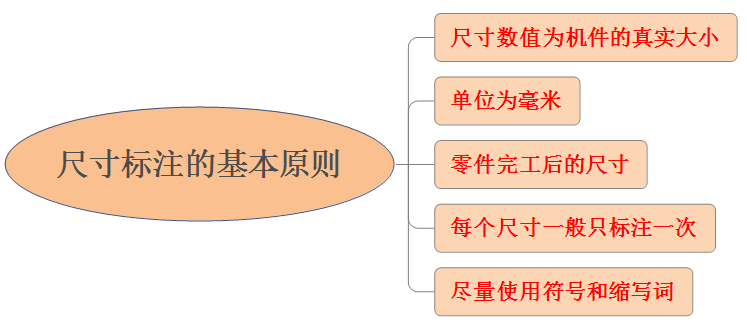 尺寸标注的基本原则
尺寸数值为机件的真实大小
单位为毫米
零件完工后的尺寸
每个尺寸一般只标注一次
尽量使用符号和缩写词